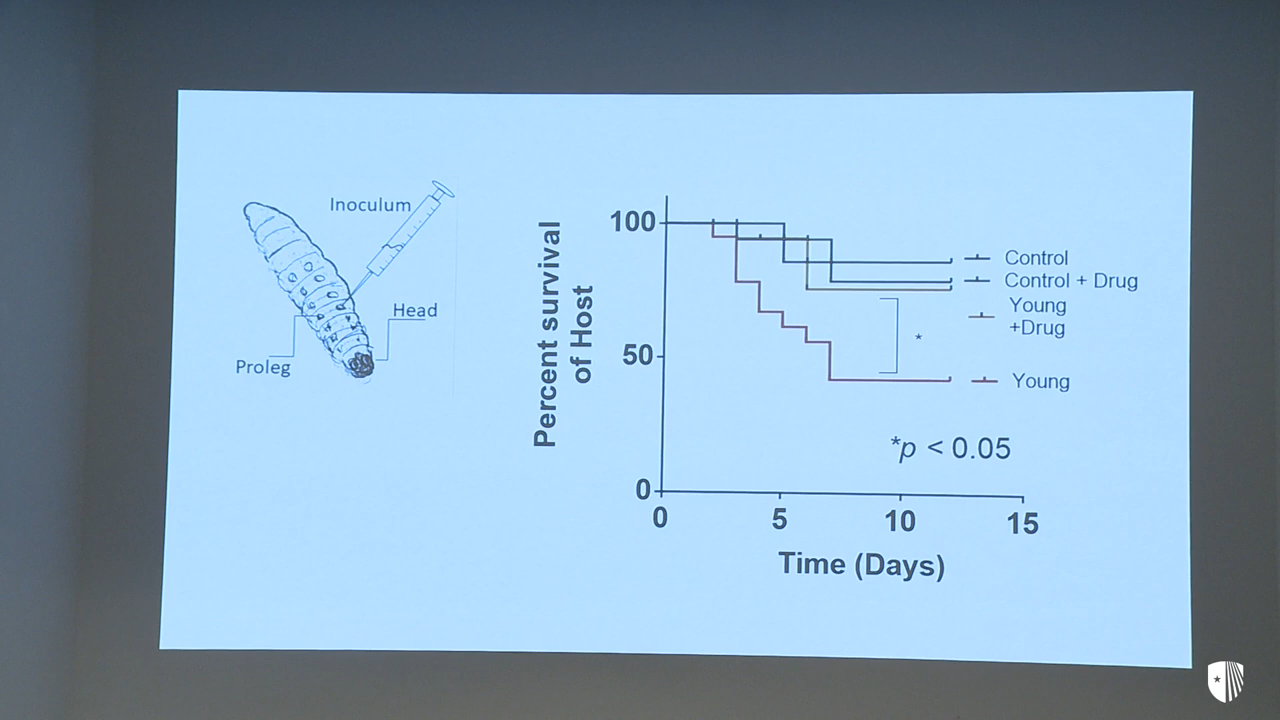 Inoculum
Head
Proleg
Percent survival
of Host
100
50
0
0
5
10
15
Time (Days)
Control
Control + Drug
Young
+Drug
*
Young
*p < 0.05